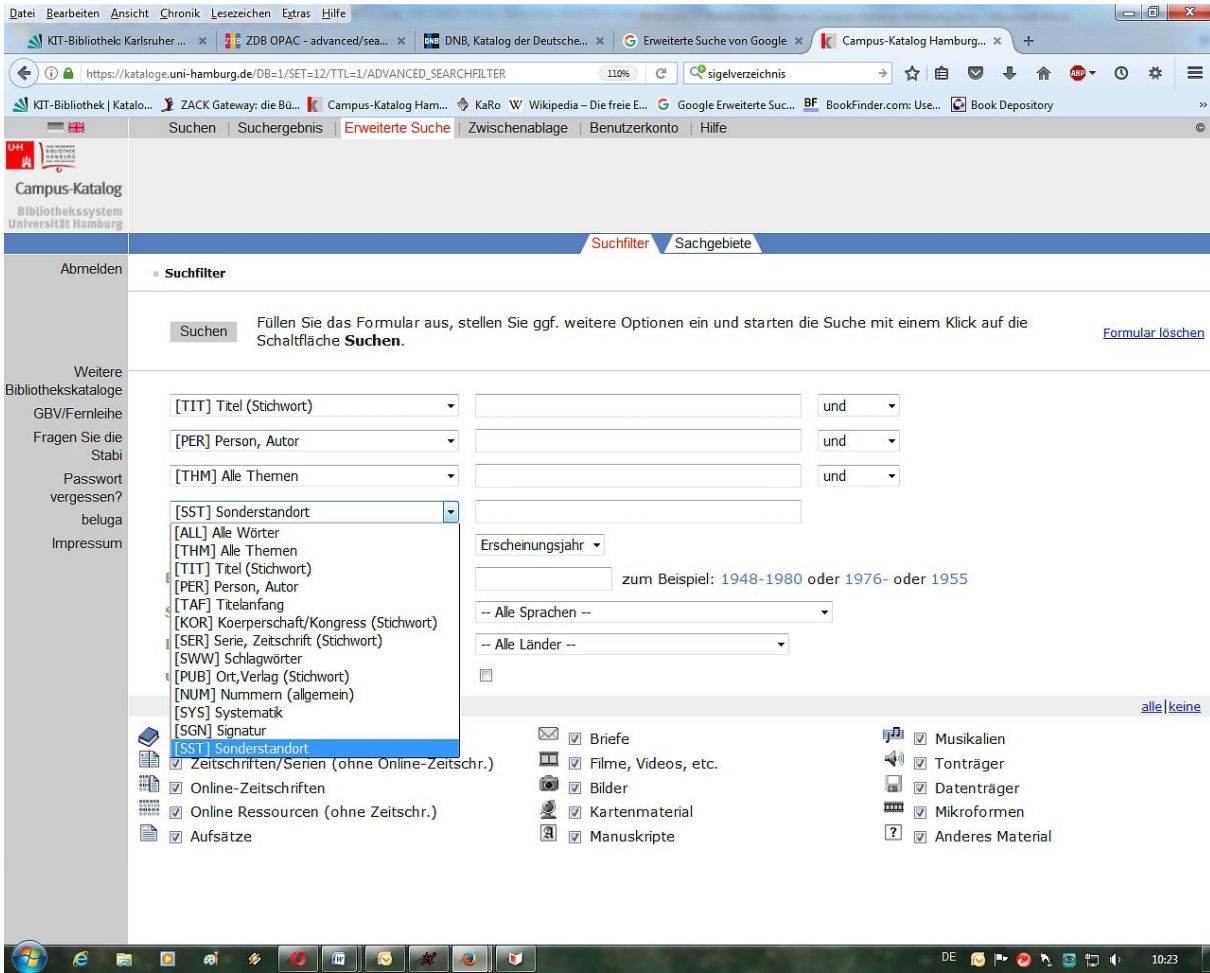 Datei Bearbeiten Ansicht Chronik Lesezeichen Extras Hilfe
KIT-Bibliothek: Karlsruher ...
ZDB OPAC - advanced/sea...
DNB, Katalog der Deutsche...
Erweiterte Suche von Google
Campus-Katalog Hamburg...
https://kataloge.uni-hamburg.de/DB=1/SET=12/TTL=1/ADVANCED_SEARCHFILTER
110%
sigelverzeichnis
KIT-Bibliothek | Katalo...
ZACK Gateway: die Bü...
Campus-Katalog Ham...
KaRo
Wikipedia – Die freie E...
Google Erweiterte Suc...
BookFinder.com: Use...
Book Depository
Suchen | Suchergebnis | Erweiterte Suche | Zwischenablage | Benutzerkonto | Hilfe
©
Campus-Katalog
Bibliothekssystem
Universität Hamburg
Suchfilter
Sachgebiete
Abmelden
Weitere
Bibliothekskataloge
GBV/Fernleihe
Fragen Sie die
Stabi
Passwort
vergessen?
beluga
Impressum
Suchfilter
Suchen
Füllen Sie das Formular aus, stellen Sie ggf. weitere Optionen ein und starten die Suche mit einem Klick auf die
Schaltfläche Suchen.
Formular löschen
[TIT] Titel (Stichwort)
und
[PER] Person, Autor
und
[THM] Alle Themen
und
[SST] Sonderstandort
[ALL] Alle Wörter
[THM] Alle Themen
[TIT] Titel (Stichwort)
[PER] Person, Autor
[TAF] Titelanfang
[KOR] Koerperschaft/Kongress (Stichwort)
[SER] Serie, Zeitschrift (Stichwort)
[SWW] Schlagwörter
[PUB] Ort,Verlag (Stichwort)
[NUM] Nummern (allgemein)
[SYS] Systematik
[SGN] Signatur
[SST] Sonderstandort
Erscheinungsjahr
zum Beispiel: 1948-1980 oder 1976- oder 1955
-- Alle Sprachen --
-- Alle Länder --
alle|keine
Zeitschriften/Serien (ohne Online-Zeitschr.)
Online-Zeitschriften
Online Ressourcen (ohne Zeitschr.)
Aufsätze
Briefe
Filme, Videos, etc.
Bilder
Kartenmaterial
Manuskripte
Musikalien
Tonträger
Datenträger
Mikroformen
Anderes Material
DE
10:23